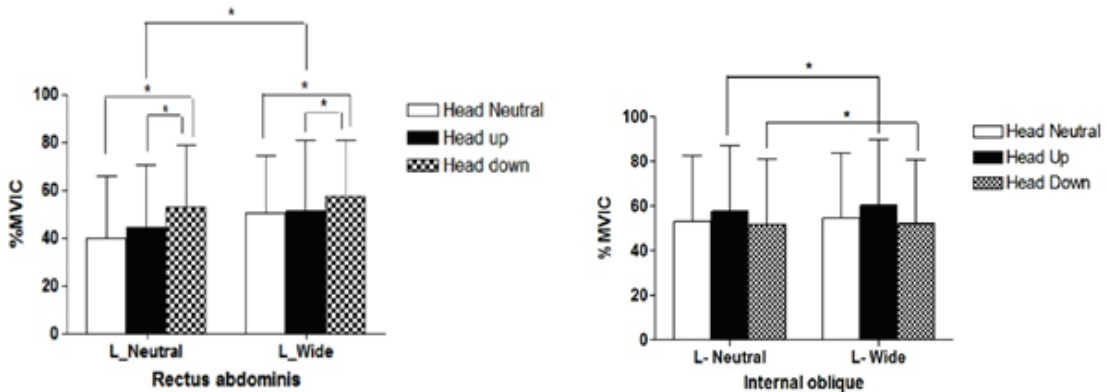 *
*
*
*
*
100
80
60
40
20
0
%MVIC
L_Neutral
L_Wide
Rectus abdominis
Head Neutral
Head up
Head down
*
*
100
80
60
40
20
0
%MVIC
L- Neutral
L- Wide
Internal oblique
Head Neutral
Head Up
Head Down